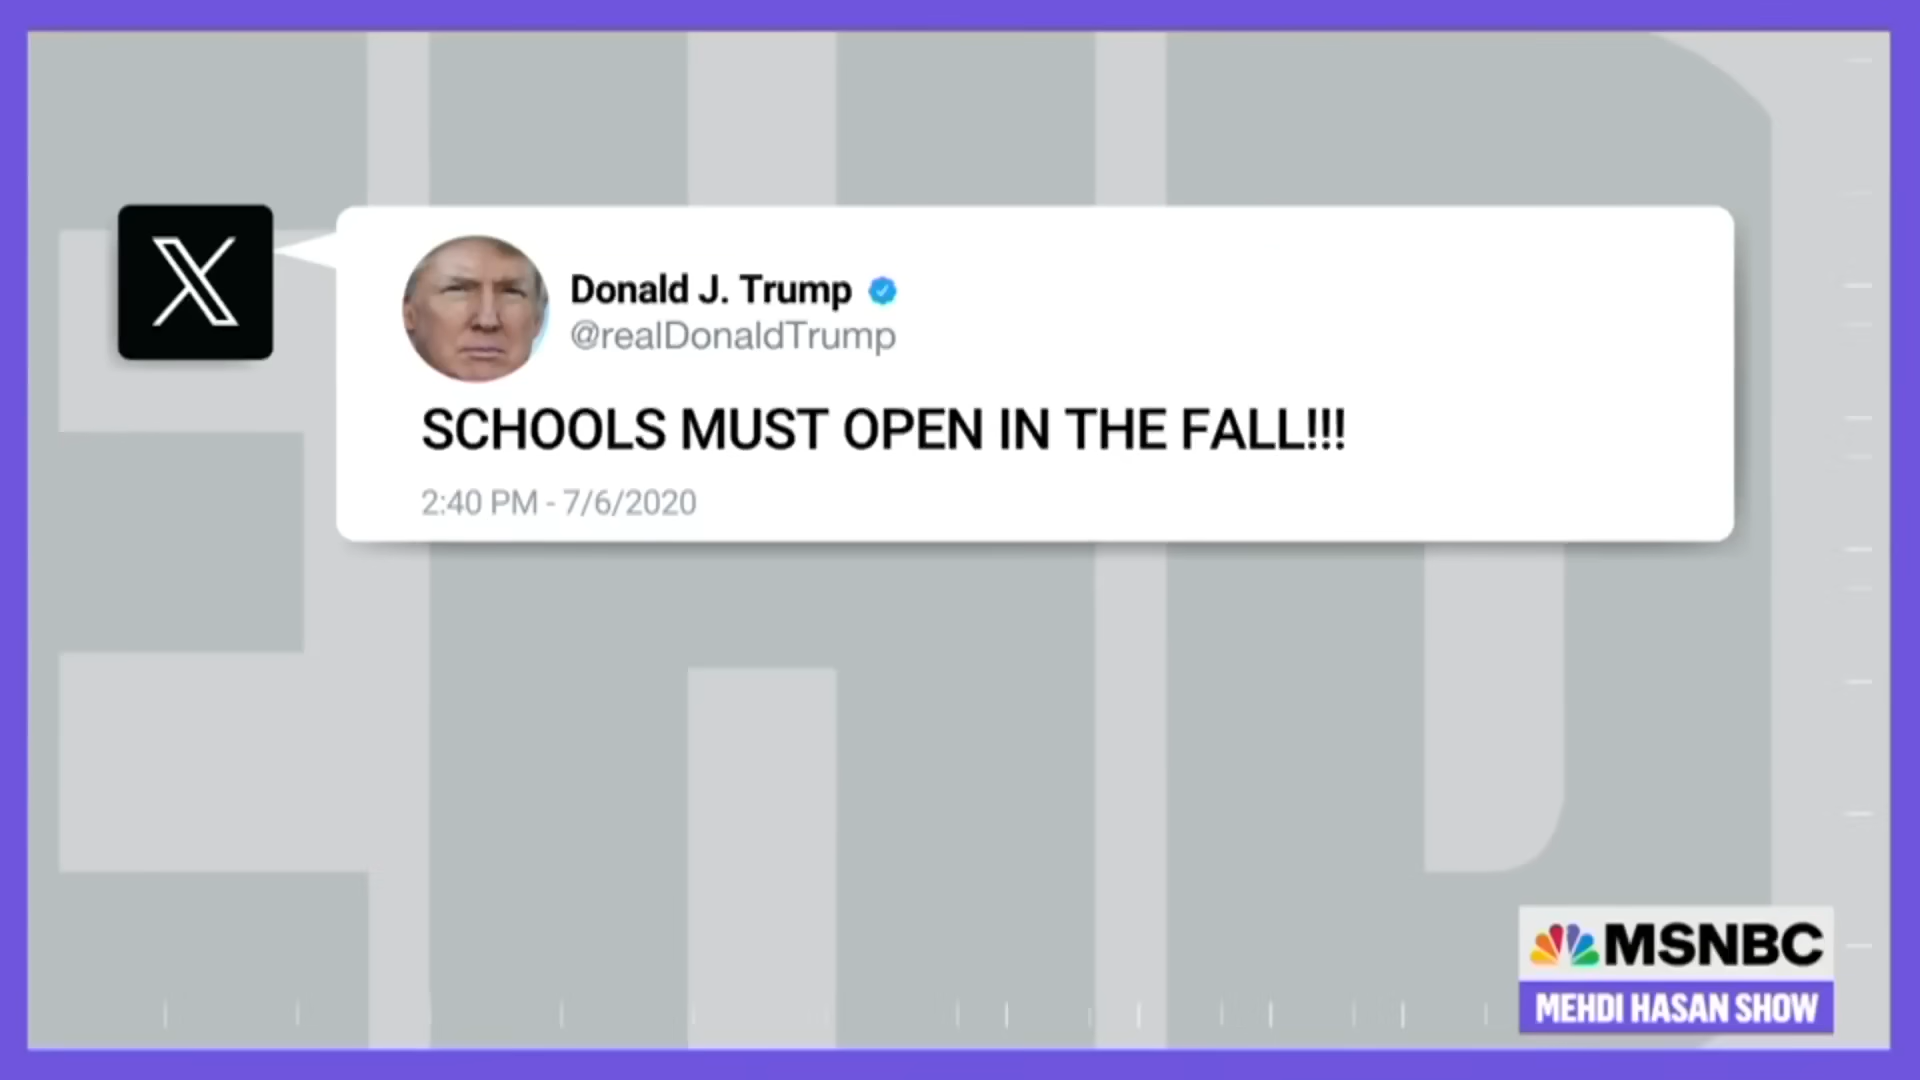 X
Donald J. Trump
@realDonaldTrump
SCHOOLS MUST OPEN IN THE FALL!!!
2:40 PM - 7/6/2020
MSNBC
MEHDI HASAN SHOW